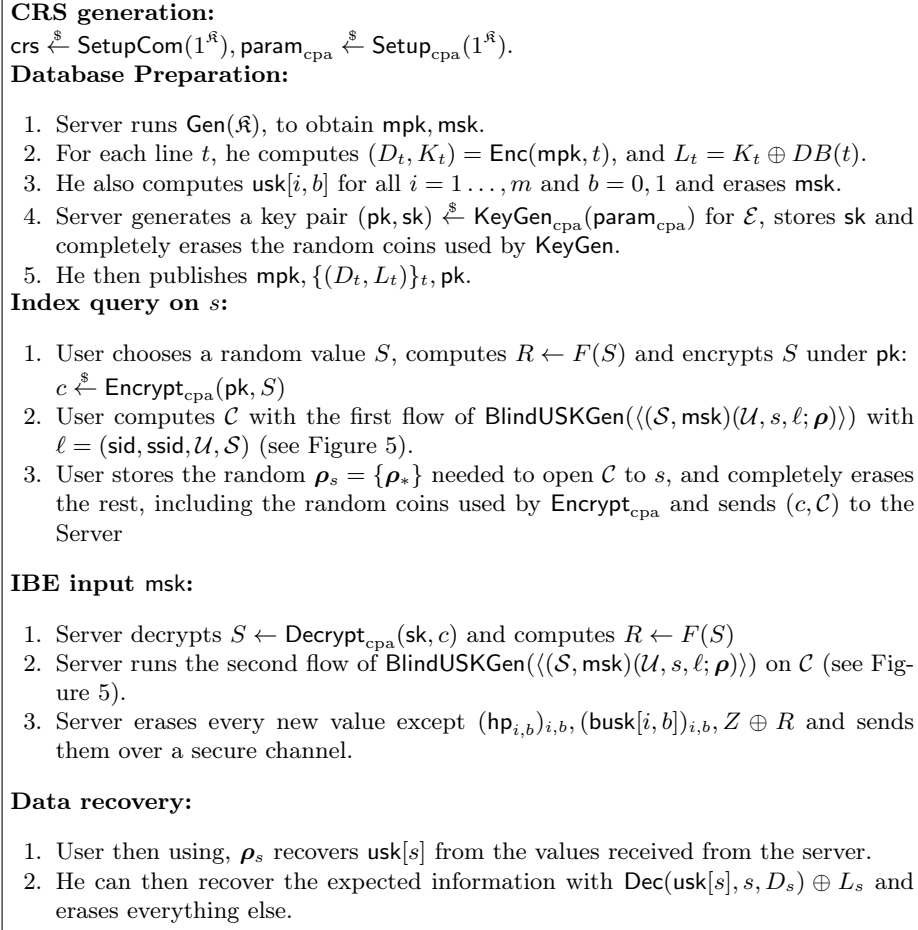 CRS generation:
crs ←$ SetupCom(1^𝔎), param_cpa ←$ Setup_cpa(1^𝔎).
Database Preparation:
1. Server runs Gen(𝔎), to obtain mpk, msk.
2. For each line t, he computes (D_t, K_t) = Enc(mpk, t), and L_t = K_t ⊕ DB(t).
3. He also computes usk[i, b] for all i = 1 . . . , m and b = 0, 1 and erases msk.
4. Server generates a key pair (pk, sk) ←$ KeyGen_cpa(param_cpa) for ℰ, stores sk and
completely erases the random coins used by KeyGen.
5. He then publishes mpk, {(D_t, L_t)}_t, pk.
Index query on s:
1. User chooses a random value S, computes R ← F(S) and encrypts S under pk:
c ←$ Encrypt_cpa(pk, S)
2. User computes 𝒞 with the first flow of BlindUSKGen(⟨(𝒮, msk)(𝒰, s, ℓ; ρ)⟩) with
ℓ = (sid, ssid, 𝒰, 𝒮) (see Figure 5).
3. User stores the random ρ_s = {ρ_*} needed to open 𝒞 to s, and completely erases
the rest, including the random coins used by Encrypt_cpa and sends (c, 𝒞) to the
Server
IBE input msk:
1. Server decrypts S ← Decrypt_cpa(sk, c) and computes R ← F(S)
2. Server runs the second flow of BlindUSKGen(⟨(𝒮, msk)(𝒰, s, ℓ; ρ)⟩) on 𝒞 (see Fig-
ure 5).
3. Server erases every new value except (hp_{i,b})_{i,b}, (busk[i, b])_{i,b}, Z ⊕ R and sends
them over a secure channel.
Data recovery:
1. User then using, ρ_s recovers usk[s] from the values received from the server.
2. He can then recover the expected information with Dec(usk[s], s, D_s) ⊕ L_s and
erases everything else.